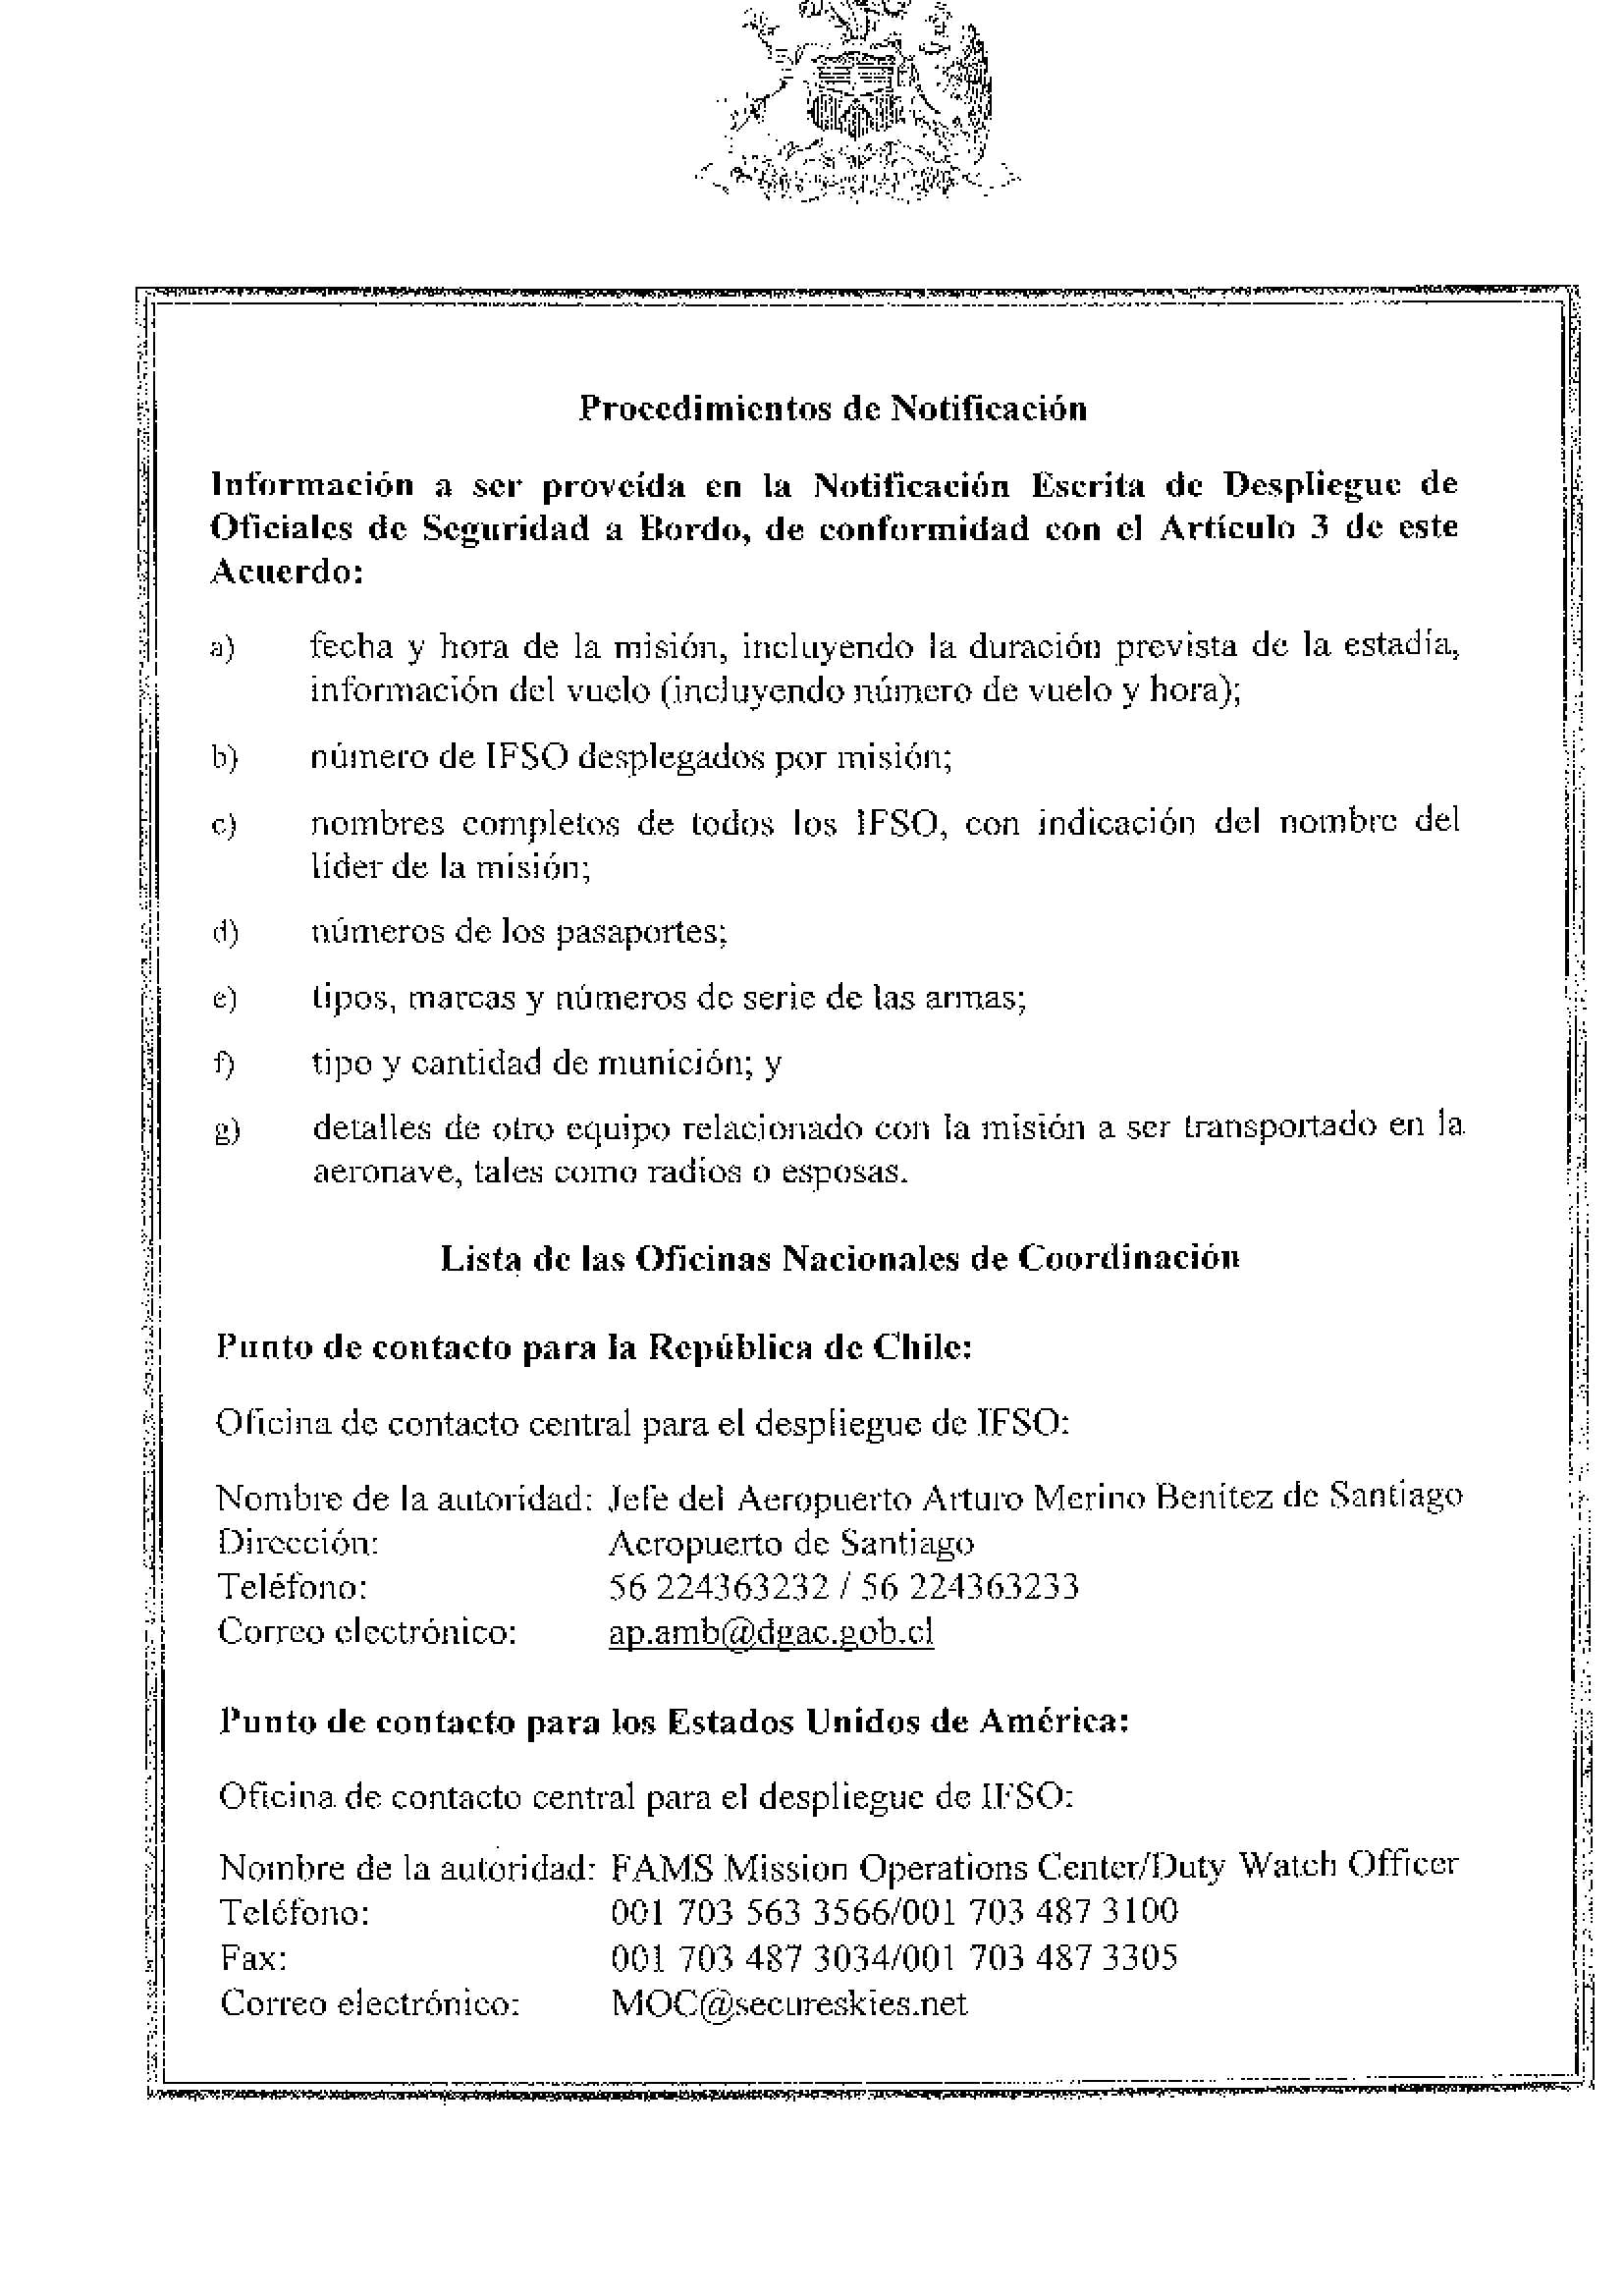 Procedimientos de Notificación
Información a ser proveída en la Notificación Escrita de Despliegue de
Oficiales de Seguridad a Bordo, de conformidad con el Artículo 3 de este
Acuerdo:
a) fecha y hora de la misión, incluyendo la duración prevista de la estadía,
información del vuelo (incluyendo número de vuelo y hora);
b) número de IFSO desplegados por misión;
c) nombres completos de todos los IFSO, con indicación del nombre del
líder de la misión;
d) números de los pasaportes;
e) tipos, marcas y números de serie de las armas;
f) tipo y cantidad de munición; y
g) detalles de otro equipo relacionado con la misión a ser transportado en la
aeronave, tales como radios o esposas.
Lista de las Oficinas Nacionales de Coordinación
Punto de contacto para la República de Chile:
Oficina de contacto central para el despliegue de IFSO:
Nombre de la autoridad: Jefe del Aeropuerto Arturo Merino Benítez de Santiago
Dirección: Aeropuerto de Santiago
Teléfono: 56 224363232 / 56 224363233
Correo electrónico: ap.amb@dgac.gob.cl
Punto de contacto para los Estados Unidos de América:
Oficina de contacto central para el despliegue de IFSO:
Nombre de la autoridad: FAMS Mission Operations Center/Duty Watch Officer
Teléfono: 001 703 563 3566/001 703 487 3100
Fax: 001 703 487 3034/001 703 487 3305
Correo electrónico: MOC@secureskies.net